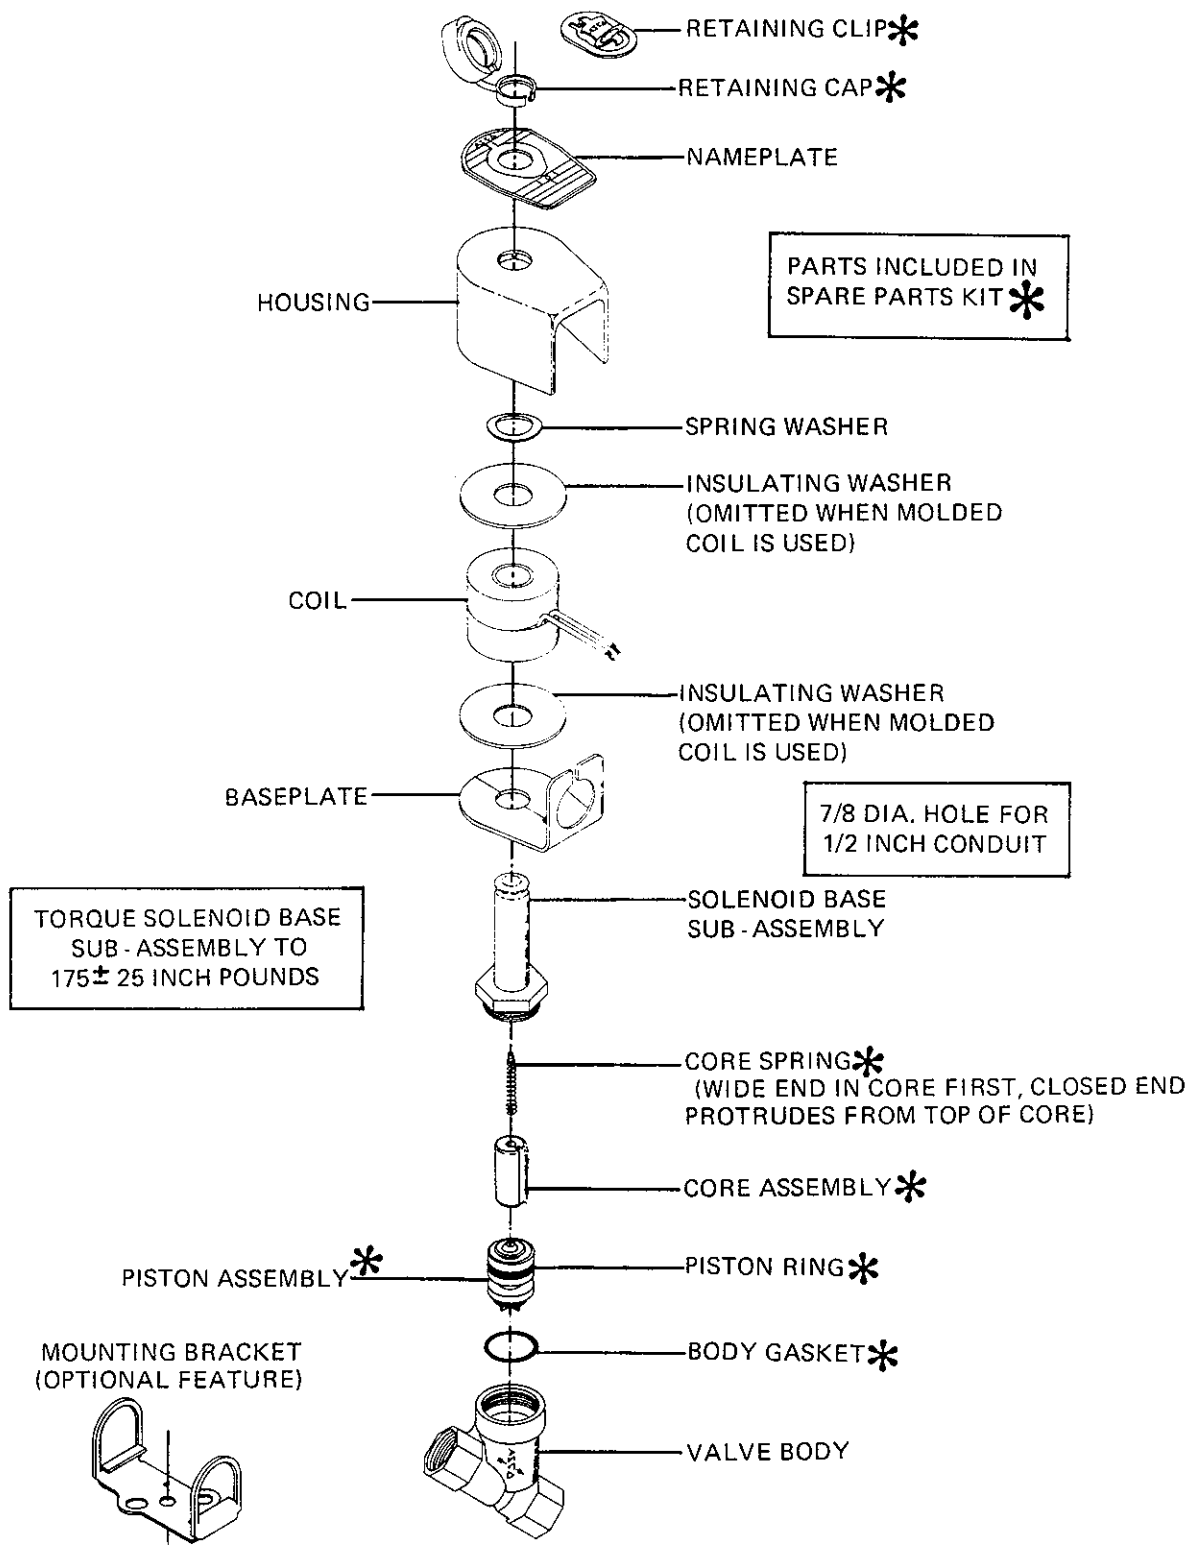 RETAINING CLIP*
RETAINING CAP*
NAMEPLATE
PARTS INCLUDED IN
SPARE PARTS KIT*
HOUSING
SPRING WASHER
INSULATING WASHER
(OMITTED WHEN MOLDED
COIL IS USED)
COIL
INSULATING WASHER
(OMITTED WHEN MOLDED
COIL IS USED)
BASEPLATE
7/8 DIA. HOLE FOR
1/2 INCH CONDUIT
SOLENOID BASE
SUB-ASSEMBLY
TORQUE SOLENOID BASE
SUB-ASSEMBLY TO
175± 25 INCH POUNDS
CORE SPRING*
(WIDE END IN CORE FIRST, CLOSED END
PROTRUDES FROM TOP OF CORE)
CORE ASSEMBLY*
PISTON ASSEMBLY*
PISTON RING*
BODY GASKET*
MOUNTING BRACKET
(OPTIONAL FEATURE)
VALVE BODY
ASCO